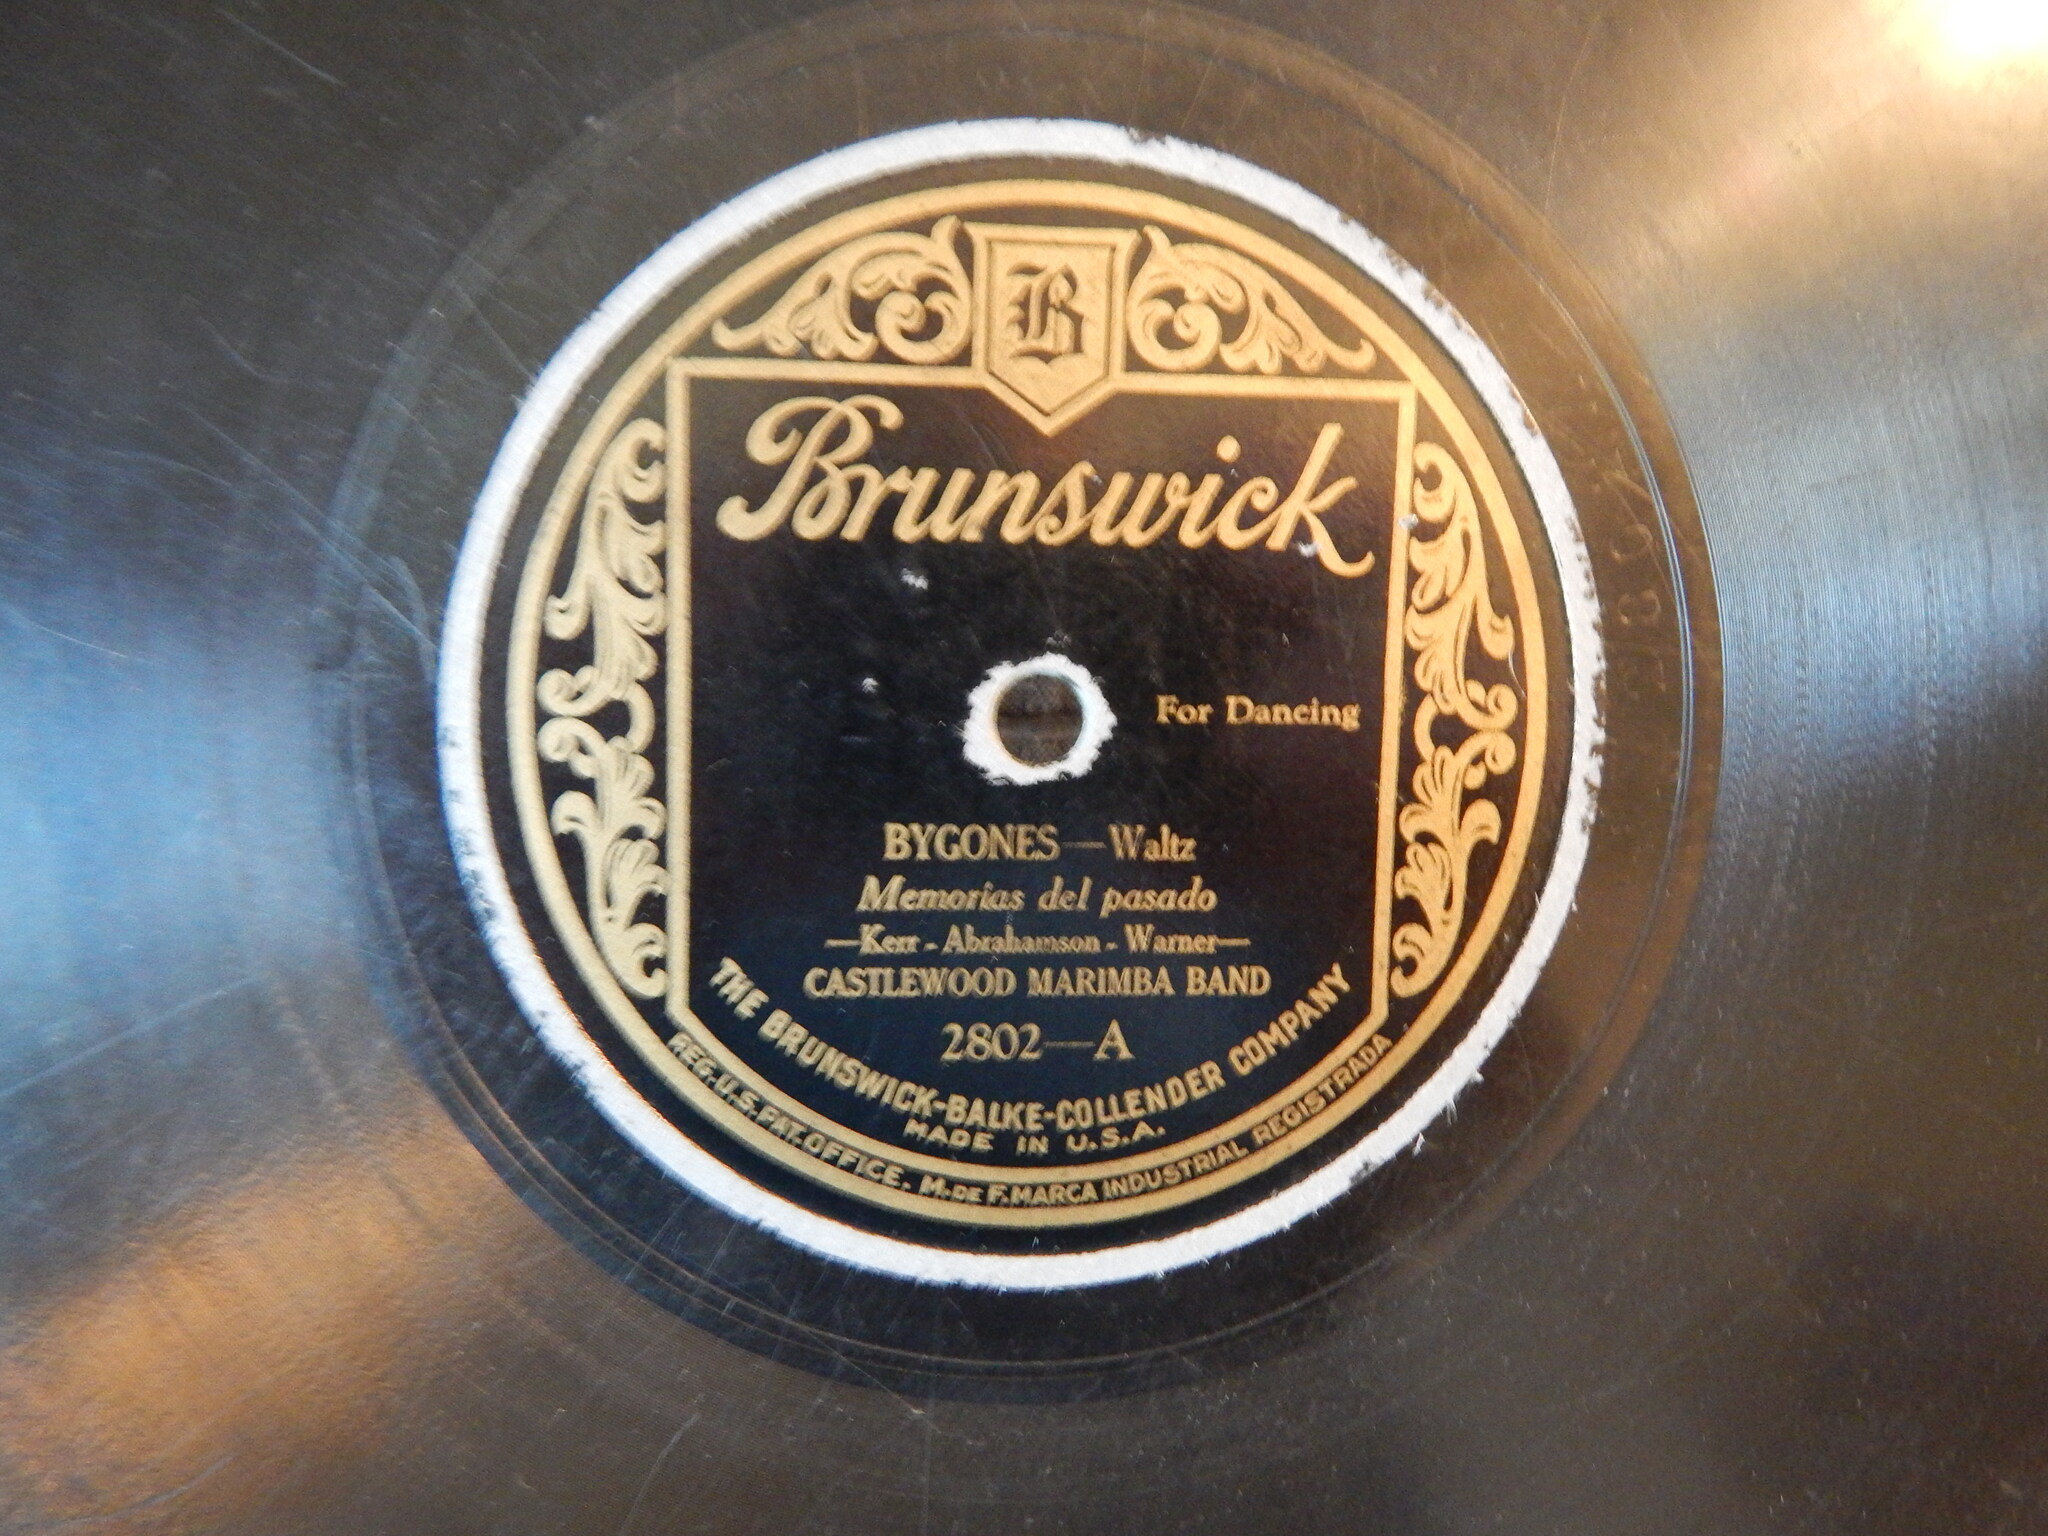 B
Brunswick
For Dancing
BYGONES—Waltz
Memorias del pasado
—Kerr - Abrahamson - Warner—
CASTLEWOOD MARIMBA BAND
2802—A
THE BRUNSWICK-BALKE-COLLENDER COMPANY
MADE IN U.S.A.
REG.U.S.PAT.OFFICE. M.DE F.MARCA INDUSTRIAL REGISTRADA